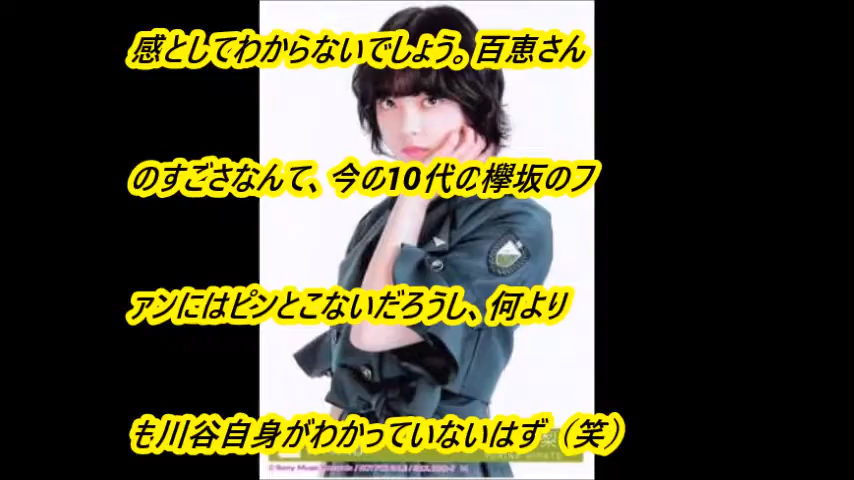 感としてわからないでしょう。百恵さん
のすごさなんて、今の10代の欅坂のフ
ァンにはピンとこないだろうし、何より
も川谷自身がわかっていないはず（笑）